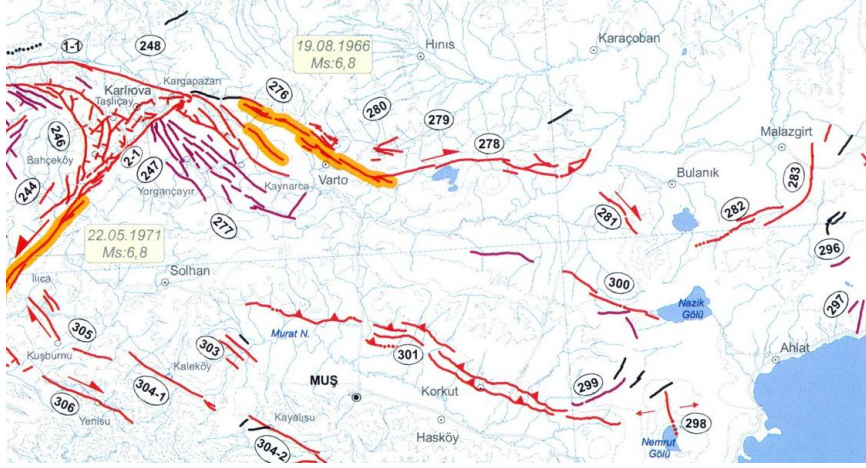 1-1
248
19.08.1966
Ms:6,8
Hınıs
Karaçoban
Kargapazarı
Karlıova
Taşlıçay
276
280
279
278
Malazgirt
246
Bahçeköy
2-1
247
Yorgançayır
Kaynarca
Varto
Bulanık
283
244
277
281
282
22.05.1971
Ms:6,8
296
Ilıca
Solhan
300
Nazik
Gölü
297
305
Kuşburnu
Murat N.
303
301
Ahlat
Kaleköy
304-1
MUŞ
Korkut
299
306
Yenisu
Kayalısu
304-2
Hasköy
298
Nemrut
Gölü